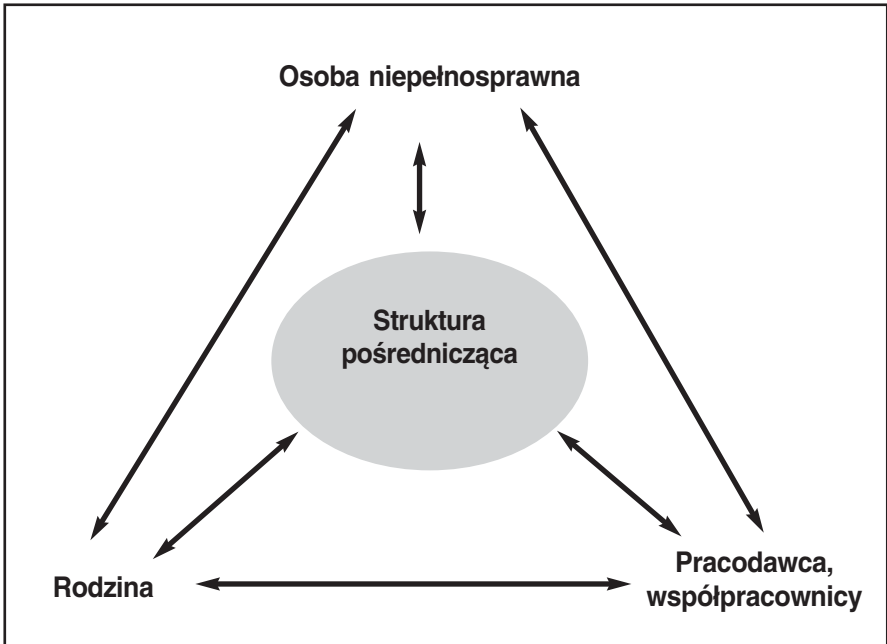 Osoba niepełnosprawna
Struktura
pośrednicząca
Rodzina
Pracodawca,
współpracownicy